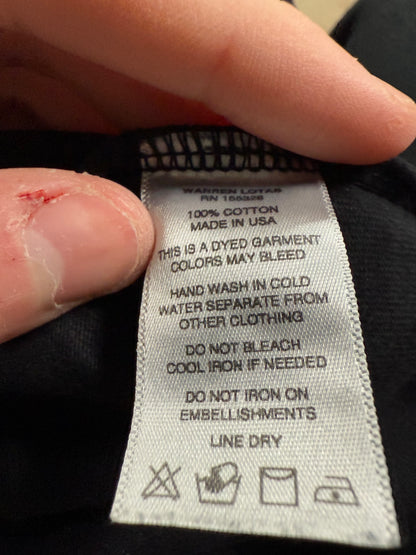 WARREN LOTAS
RN 155328
100% COTTON
MADE IN USA
THIS IS A DYED GARMENT
COLORS MAY BLEED
HAND WASH IN COLD
WATER SEPARATE FROM
OTHER CLOTHING
DO NOT BLEACH
COOL IRON IF NEEDED
DO NOT IRON ON
EMBELLISHMENTS
LINE DRY